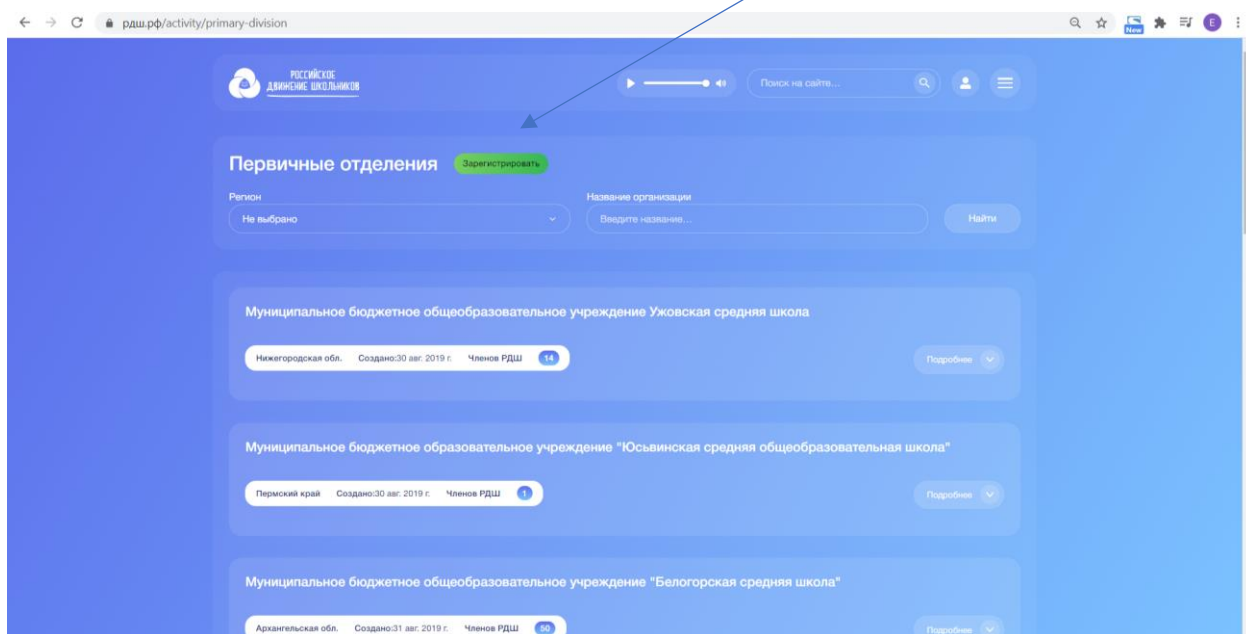 рдш.рф/activity/primary-division
New
E
РОССИЙСКОЕ
ДВИЖЕНИЕ ШКОЛЬНИКОВ
Поиск на сайте...
Первичные отделения Зарегистрировать
Регион Название организации
Не выбрано Введите название... Найти
Муниципальное бюджетное общеобразовательное учреждение Ужовская средняя школа
Нижегородская обл. Создано:30 авг. 2019 г. Членов РДШ 14 Подробнее
Муниципальное бюджетное образовательное учреждение "Юсьвинская средняя общеобразовательная школа"
Пермский край Создано:30 авг. 2019 г. Членов РДШ 1 Подробнее
Муниципальное бюджетное общеобразовательное учреждение "Белогорская средняя школа"
Архангельская обл. Создано:31 авг. 2019 г. Членов РДШ 50 Подробнее